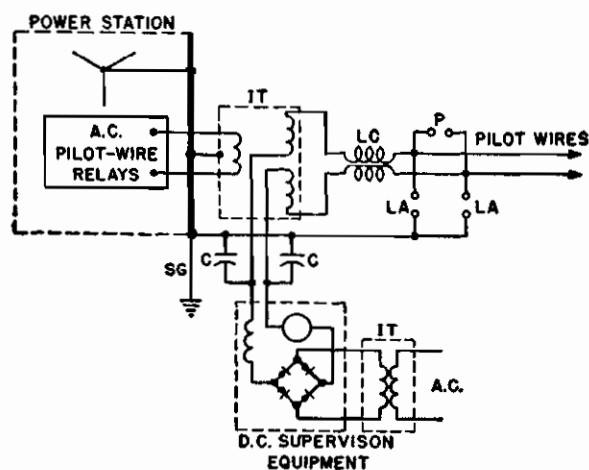 POWER STATION
IT
A.C.
PILOT-WIRE
RELAYS
LC
P
PILOT WIRES
LA
LA
SG
C
C
IT
A.C.
D.C. SUPERVISON
EQUIPMENT